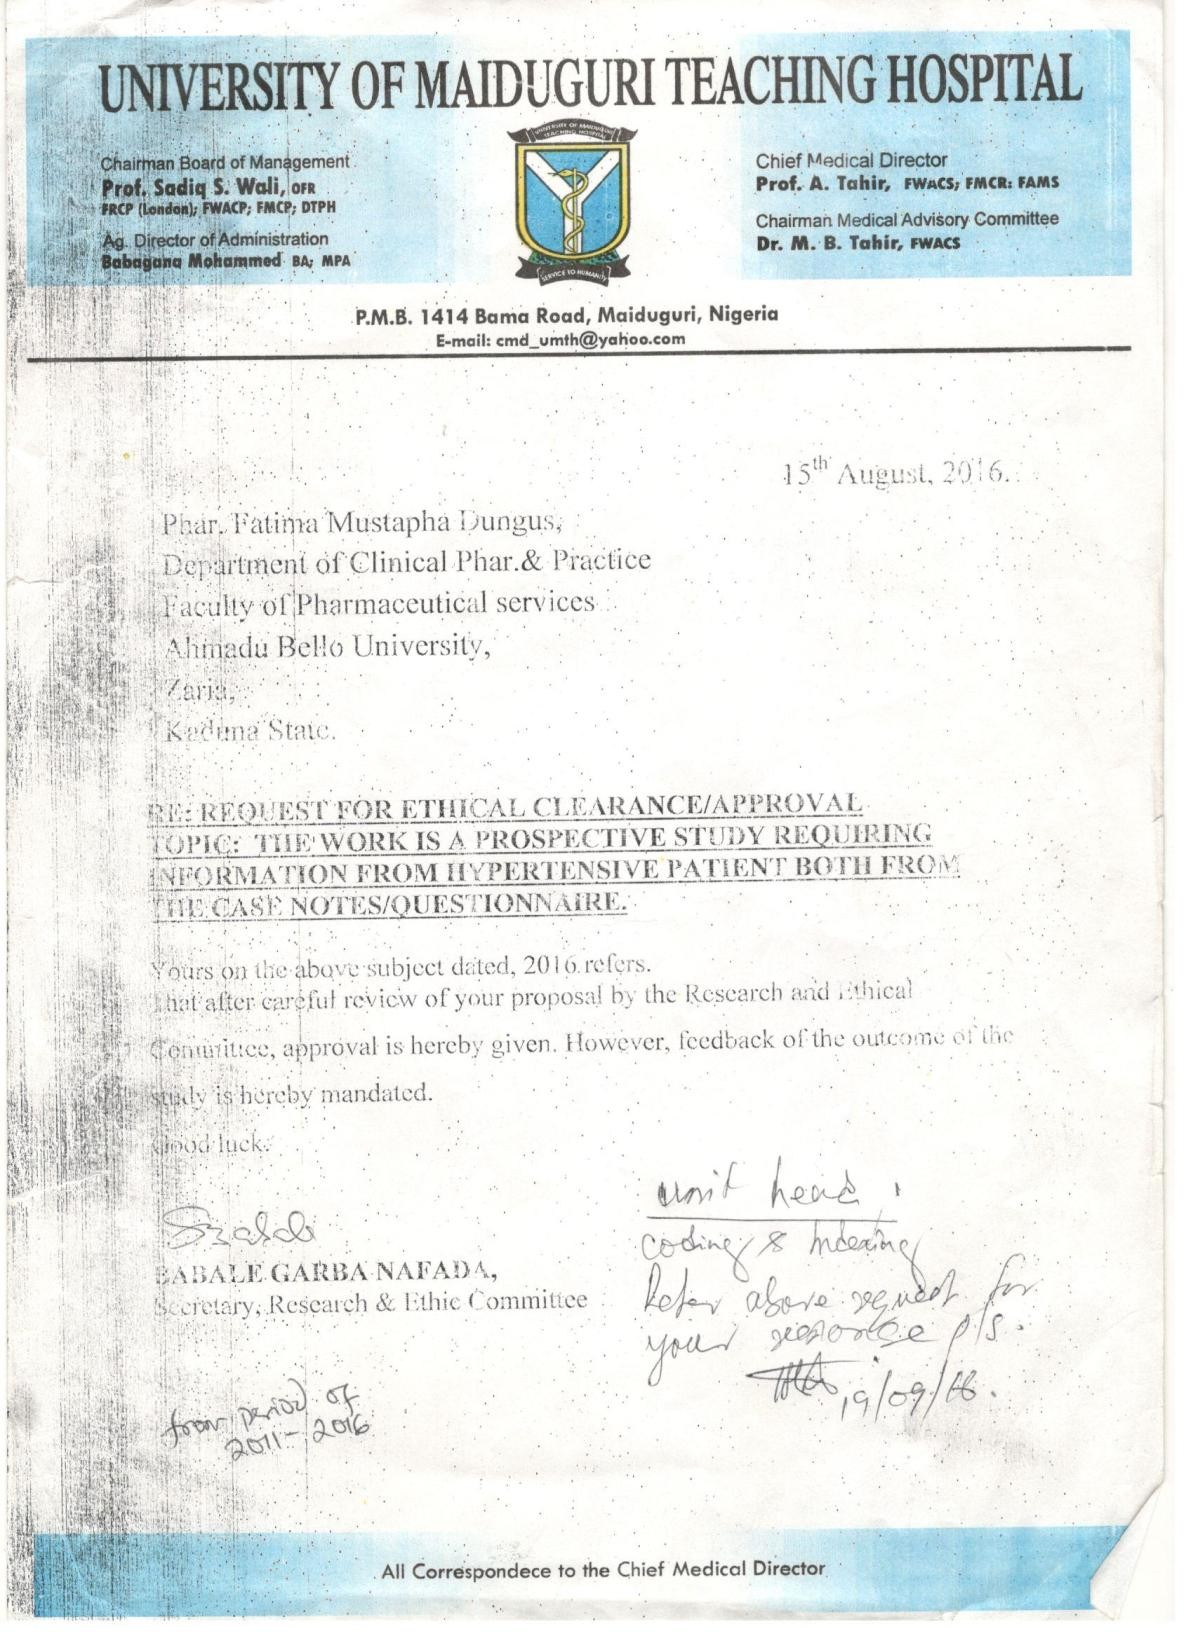 UNIVERSITY OF MAIDUGURI TEACHING HOSPITAL
Chairman Board of Management
Prof. Sadiq S. Wali, OFR
FRCP (London); FWACP; FMCP; DTPH
Ag. Director of Administration
Babagana Mohammed BA; MPA
UNIVERSITY OF MAIDUGURI
TEACHING HOSPITAL
SERVICE TO HUMANITY
Chief Medical Director
Prof. A. Tahir, FWACS; FMCR: FAMS
Chairman Medical Advisory Committee
Dr. M. B. Tahir, FWACS
P.M.B. 1414 Bama Road, Maiduguri, Nigeria
E-mail: cmd_umth@yahoo.com
15th August, 2016.
Phar. Fatima Mustapha Dungus,
Department of Clinical Phar.& Practice
Faculty of Pharmaceutical services
Ahmadu Bello University,
Zaria,
Kaduna State.
RE: REQUEST FOR ETHICAL CLEARANCE/APPROVAL
TOPIC: THE WORK IS A PROSPECTIVE STUDY REQUIRING
INFORMATION FROM HYPERTENSIVE PATIENT BOTH FROM
THE CASE NOTES/QUESTIONNAIRE.
Yours on the above subject dated, 2016 refers.
That after careful review of your proposal by the Research and Ethical
Committee, approval is hereby given. However, feedback of the outcome of the
study is hereby mandated.
Good luck.
BABALE GARBA NAFADA,
Secretary, Research & Ethic Committee
unit head,
coding & Indexing
Refer above request for
your response p/s.
19/09/16.
from period of
2011 - 2016
All Correspondece to the Chief Medical Director